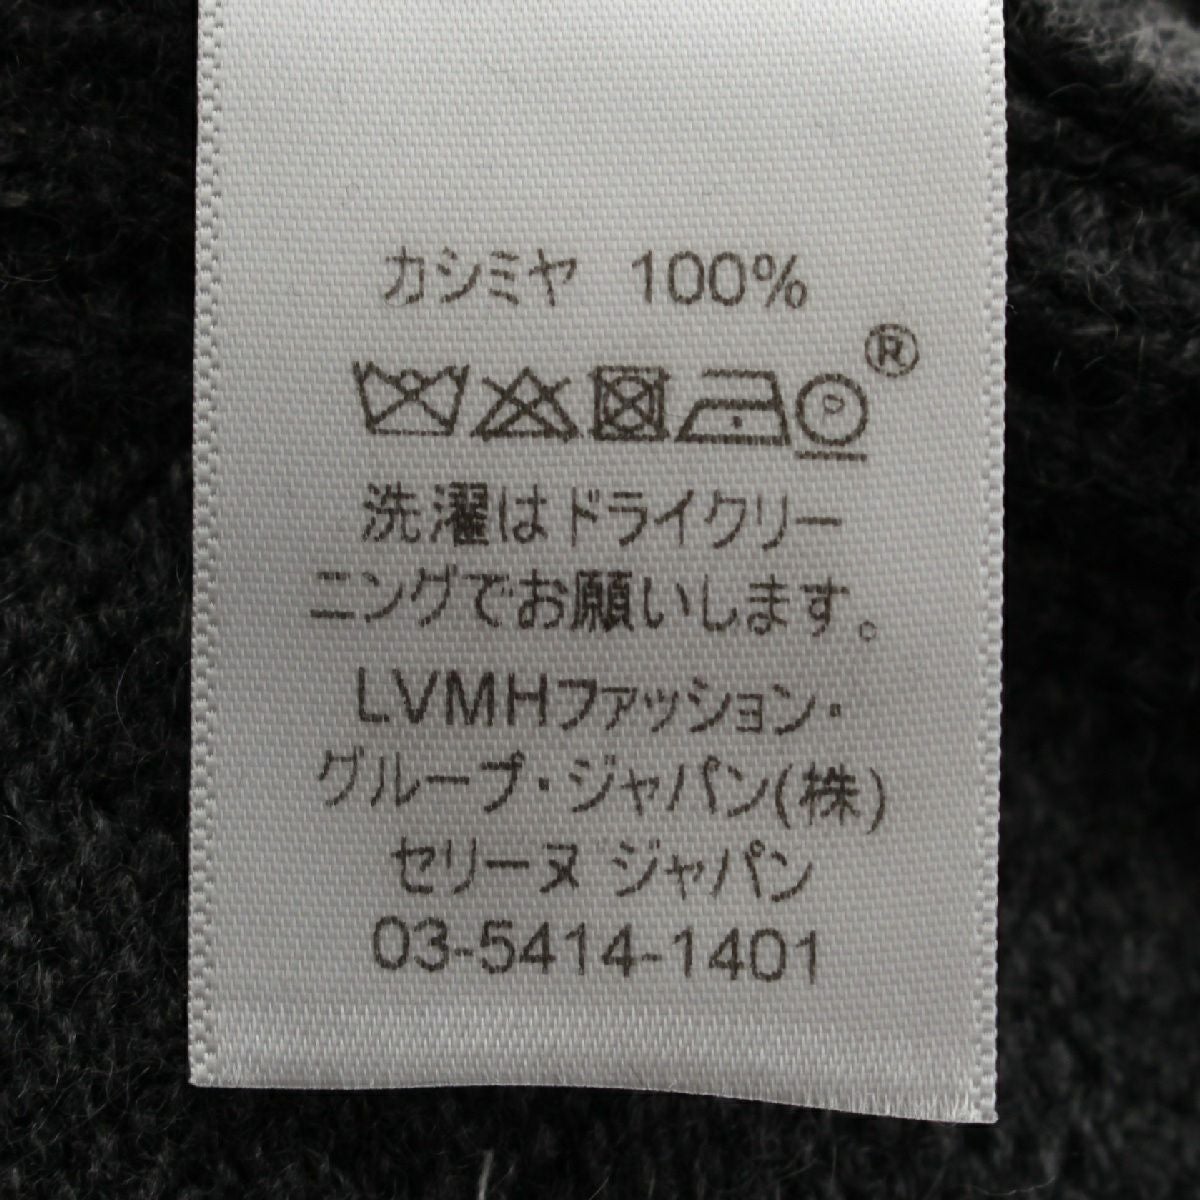 カシミヤ 100%
®
P
洗濯はドライクリー
ニングでお願いします。
LVMHファッション・
グループ・ジャパン(株)
セリーヌ ジャパン
03-5414-1401